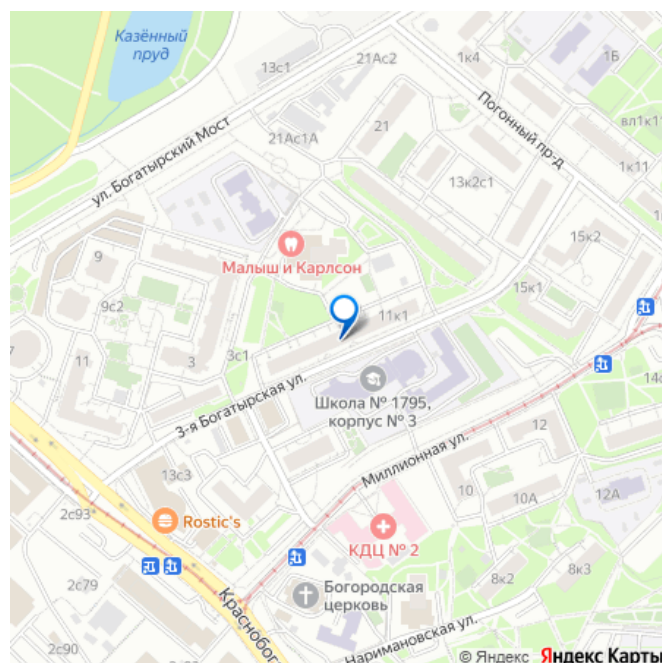 Казённый
пруд
13с1
21Ас2
1к4
1Б
ул. Богатырский Мост
21Ас1А
21
Погонный пр-д
вл1к11
1к11
13к2с1
9
Малыш и Карлсон
15к2
9с2
11к1
15к1
11
3
3с1
3-я Богатырская ул.
Школа № 1795,
корпус № 3
12
Миллионная ул.
13с3
10
10А
12А
2с93
Rostic's
КДЦ № 2
2с79
Богородская
церковь
8к2
8к3
Краснобог
2с90
Наримановская ул.
© Яндекс Яндекс Карты